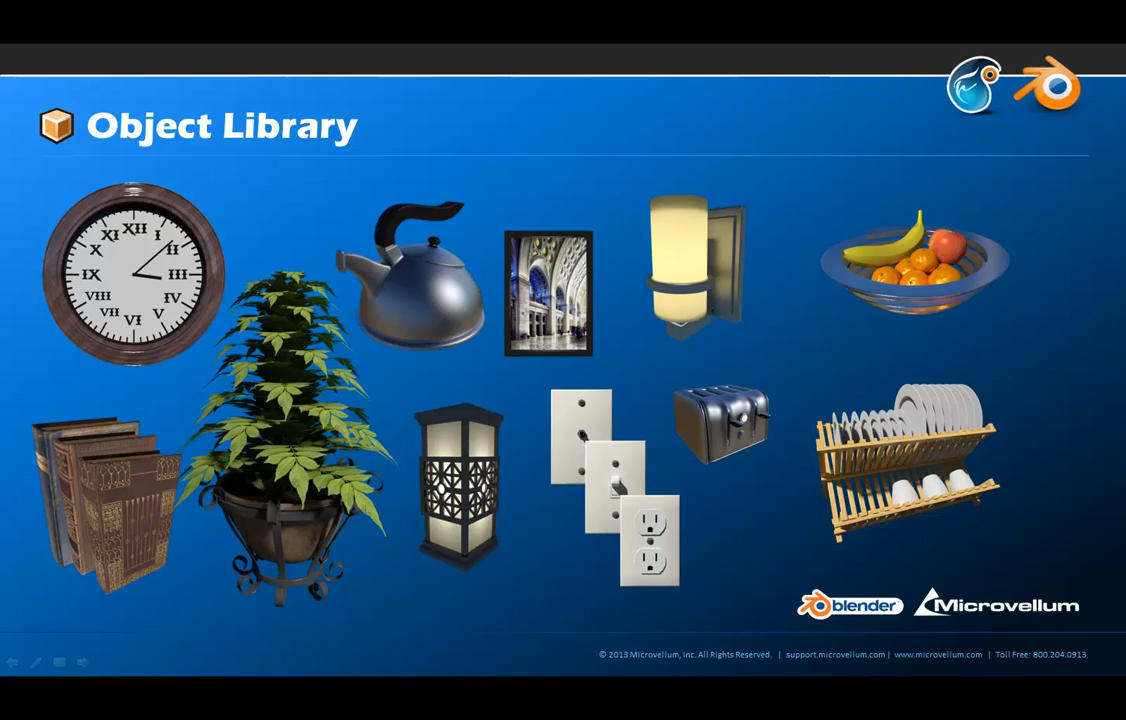 Object Library
XII
I
II
III
IV
V
VI
VII
VIII
IX
X
XI
blender
Microvellum
© 2013 Microvellum, Inc. All Rights Reserved. | support.microvellum.com | www.microvellum.com | Toll Free: 800.204.0913